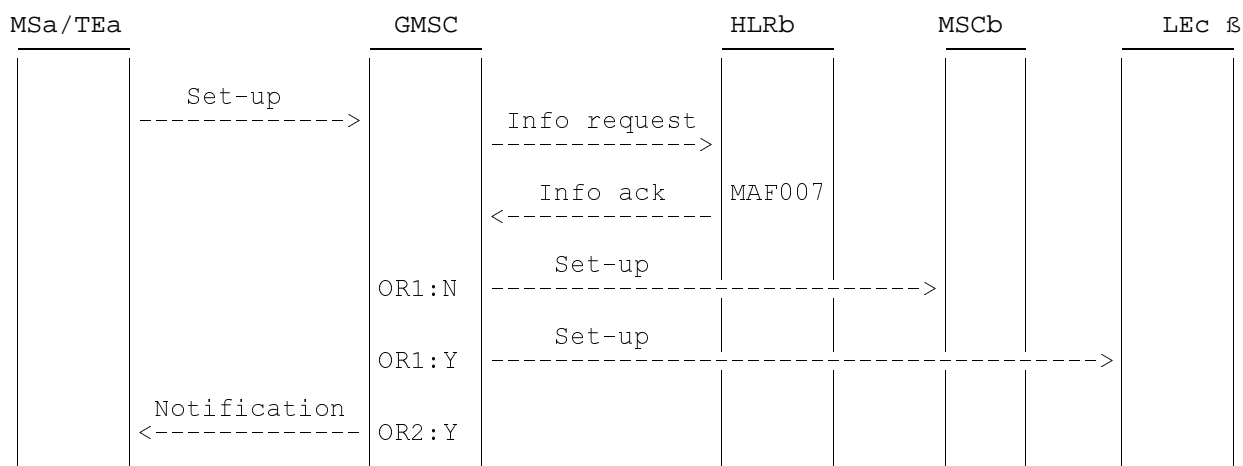 MSa/TEa GMSC HLRb MSCb LEc ß
Set-up
------------->
Info request
------------->
Info ack MAF007
<-------------
Set-up
OR1:N --------------------------->
Set-up
OR1:Y -------------------------------------->
Notification
<------------- OR2:Y